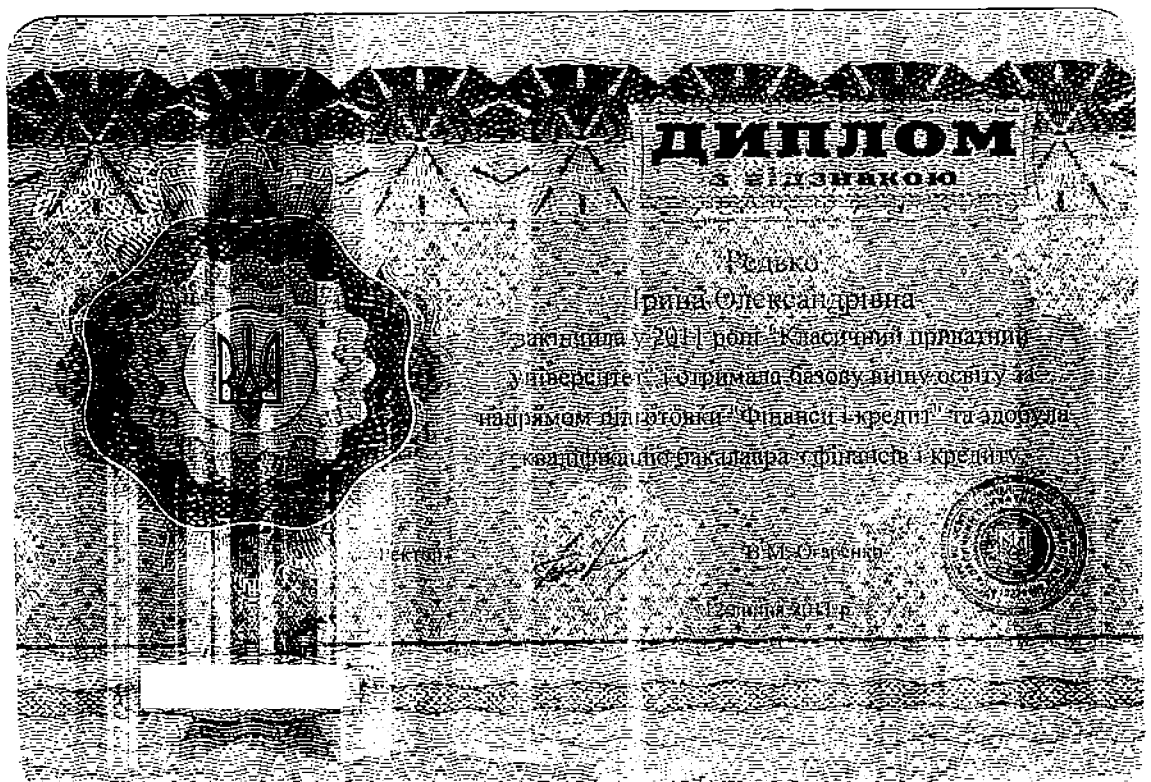 ДИПЛОМ
з відзнакою
Редько
Ірина Олександрівна
закінчила у 2011 році "Класичний приватний
університет" і отримала базову вищу освіту за
напрямом підготовки "Фінанси і кредит" та здобула
кваліфікацію бакалавра з фінансів і кредиту
Ректор
В.М. Огаренко
2011 р.